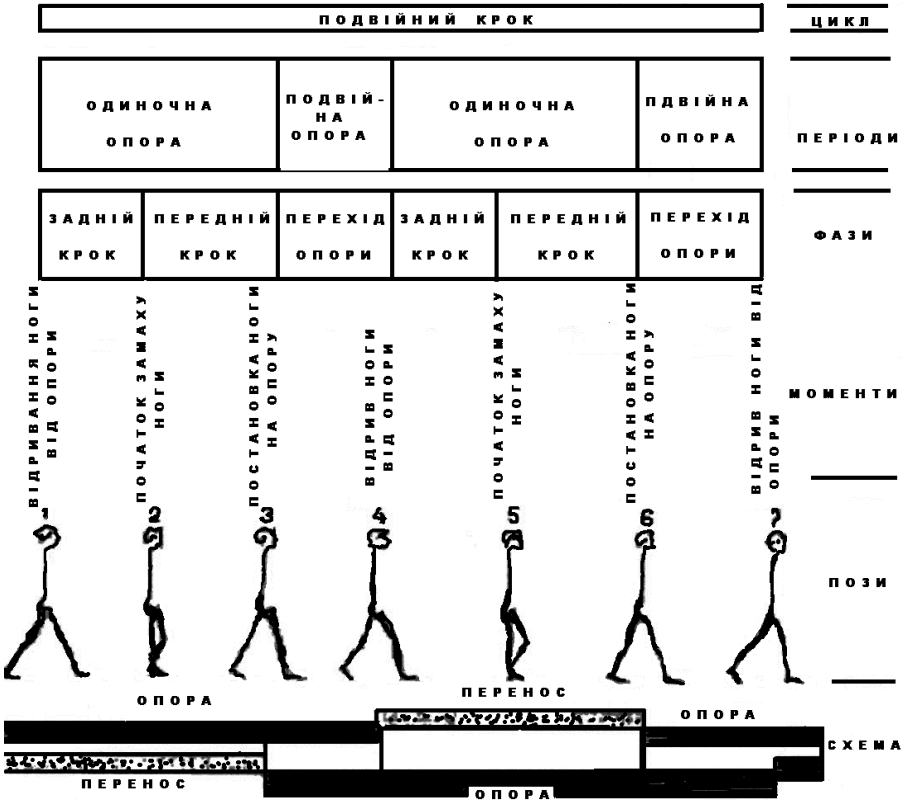 ПОДВІЙНИЙ КРОК
ЦИКЛ
ОДИНОЧНА
ОПОРА
ПОДВІЙ-
НА
ОПОРА
ОДИНОЧНА
ОПОРА
ПДВІЙНА
ОПОРА
ПЕРІОДИ
ЗАДНІЙ
КРОК
ПЕРЕДНІЙ
КРОК
ПЕРЕХІД
ОПОРИ
ЗАДНІЙ
КРОК
ПЕРЕДНІЙ
КРОК
ПЕРЕХІД
ОПОРИ
ФАЗИ
ВІДРИВАННЯ НОГИ
ВІД ОПОРИ
ПОЧАТОК ЗАМАХУ
НОГИ
ПОСТАНОВКА НОГИ
НА ОПОРУ
ВІДРИВ НОГИ
ВІД ОПОРИ
ПОЧАТОК ЗАМАХУ
НОГИ
ПОСТАНОВКА НОГИ
НА ОПОРУ
ВІДРИВ НОГИ ВІД
ОПОРИ
МОМЕНТИ
1 2 3 4 5 6 7
ПОЗИ
ОПОРА
ПЕРЕНОС
ОПОРА
СХЕМА
ПЕРЕНОС
ОПОРА